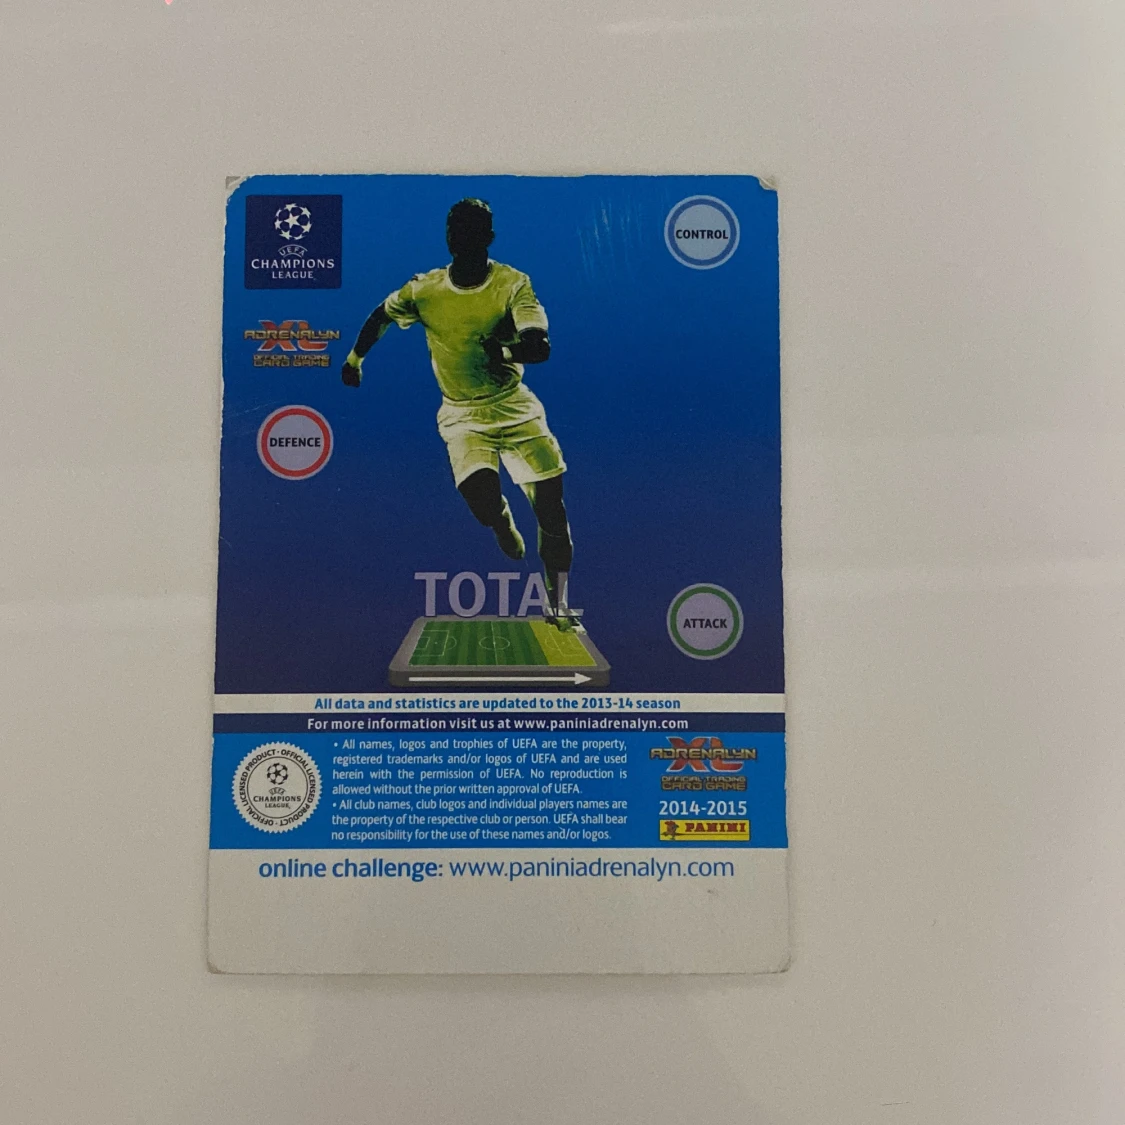 UEFA
CHAMPIONS
LEAGUE
CONTROL
ADRENALYN
XL
OFFICIAL TRADING
CARD GAME
DEFENCE
TOTAL
ATTACK
All data and statistics are updated to the 2013-14 season
For more information visit us at www.paniniadrenalyn.com
OFFICIAL LICENSED PRODUCT · OFFICIAL LICENSED PRODUCT ·
UEFA
CHAMPIONS
LEAGUE
• All names, logos and trophies of UEFA are the property,
registered trademarks and/or logos of UEFA and are used
herein with the permission of UEFA. No reproduction is
allowed without the prior written approval of UEFA.
• All club names, club logos and individual players names are
the property of the respective club or person. UEFA shall bear
no responsibility for the use of these names and/or logos.
ADRENALYN
XL
OFFICIAL TRADING
CARD GAME
2014-2015
PANINI
online challenge: www.paniniadrenalyn.com